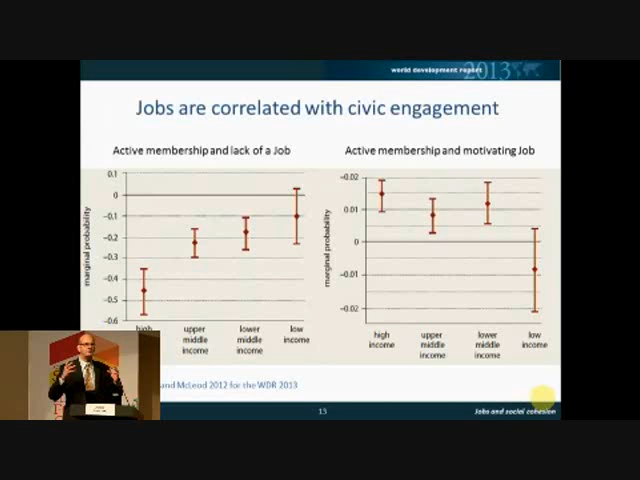 world development report 2013
Jobs are correlated with civic engagement
Active membership and lack of a Job
Active membership and motivating Job
0.1
0
−0.1
−0.2
−0.3
−0.4
−0.5
−0.6
marginal probability
high
upper
middle
income
lower
middle
income
low
income
−0.02
0.01
0
−0.01
−0.02
marginal probability
high
income
upper
middle
income
lower
middle
income
low
income
and McLeod 2012 for the WDR 2013
15
Jobs and social cohesion